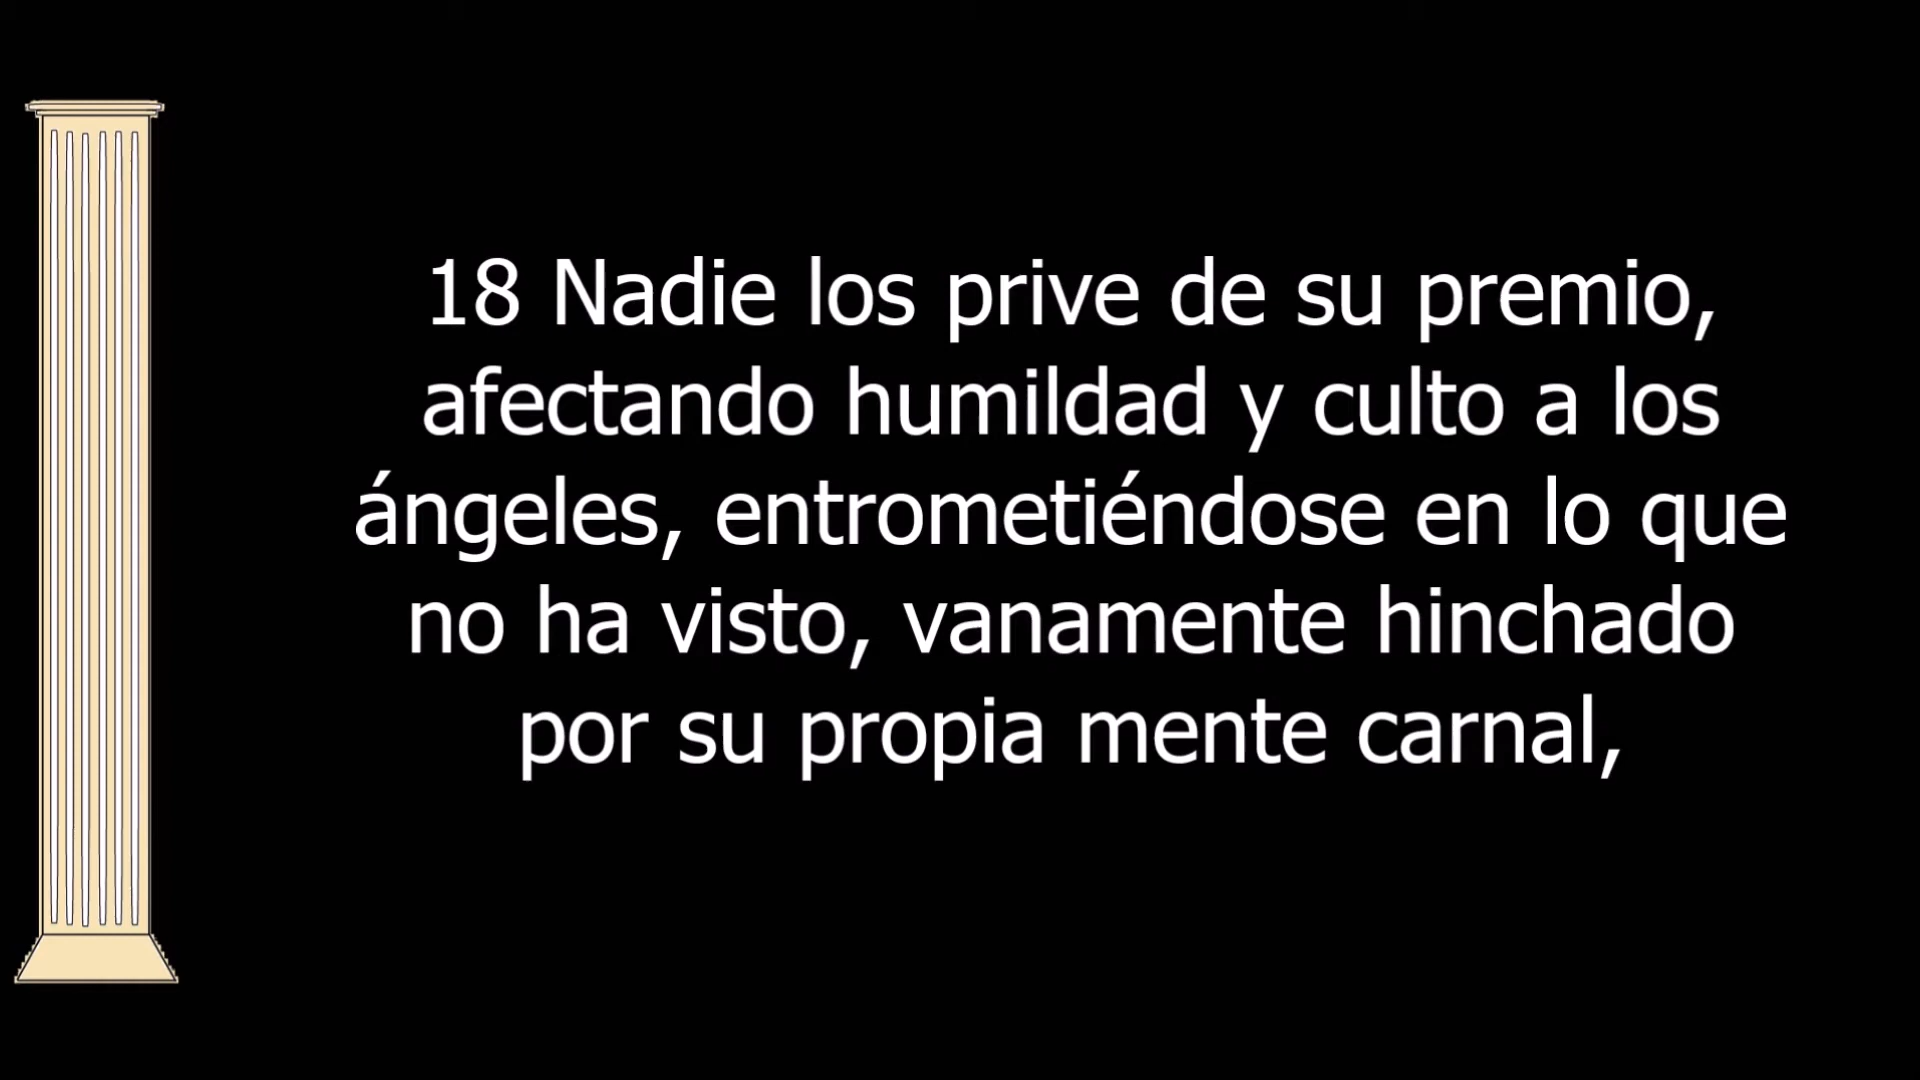 18 Nadie los prive de su premio,
afectando humildad y culto a los
ángeles, entrometiéndose en lo que
no ha visto, vanamente hinchado
por su propia mente carnal,